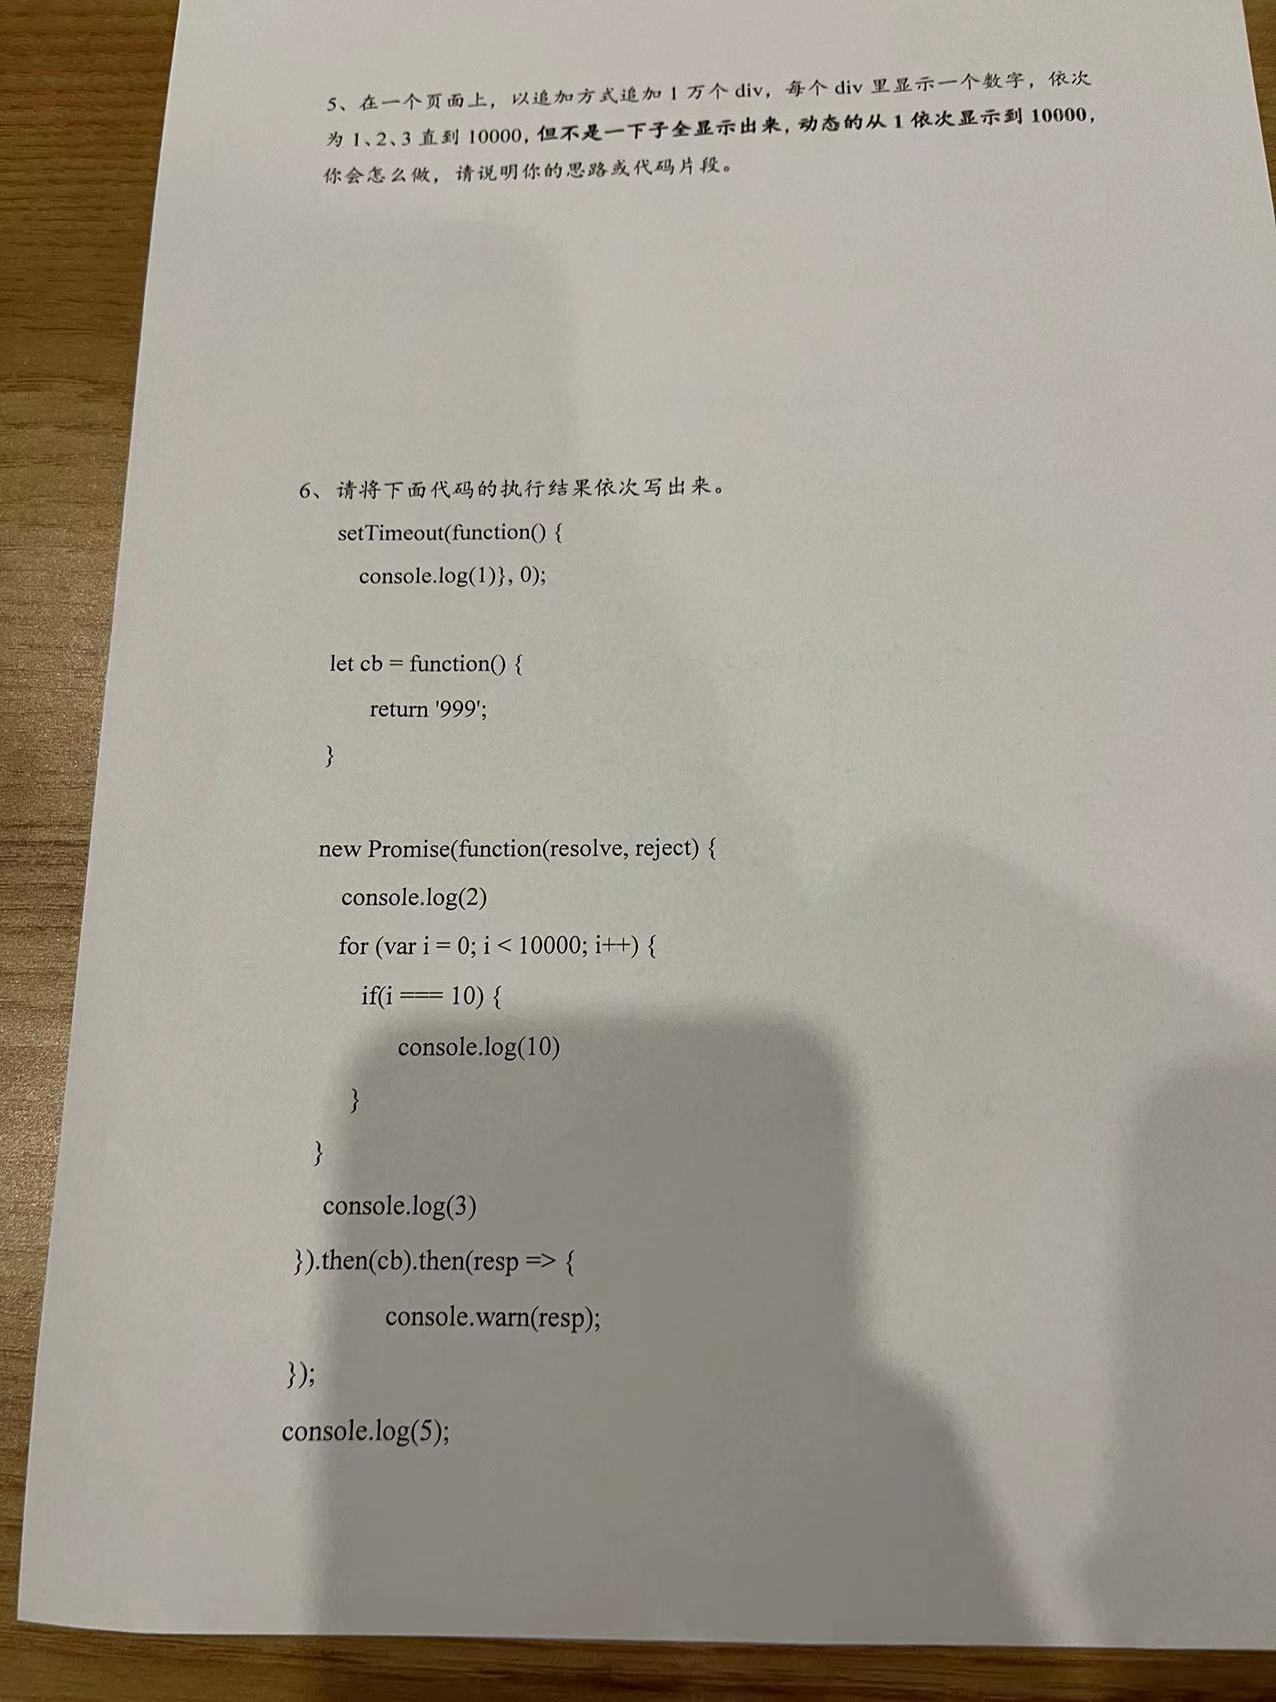 5、在一个页面上，以追加方式追加 1 万个 div，每个 div 里显示一个数字，依次
为 1、2、3 直到 10000，但不是一下子全显示出来，动态的从 1 依次显示到 10000，
你会怎么做，请说明你的思路或代码片段。
6、请将下面代码的执行结果依次写出来。
setTimeout(function() {
console.log(1)}, 0);
let cb = function() {
return '999';
}
new Promise(function(resolve, reject) {
console.log(2)
for (var i = 0; i < 10000; i++) {
if(i === 10) {
console.log(10)
}
}
console.log(3)
}).then(cb).then(resp => {
console.warn(resp);
});
console.log(5);